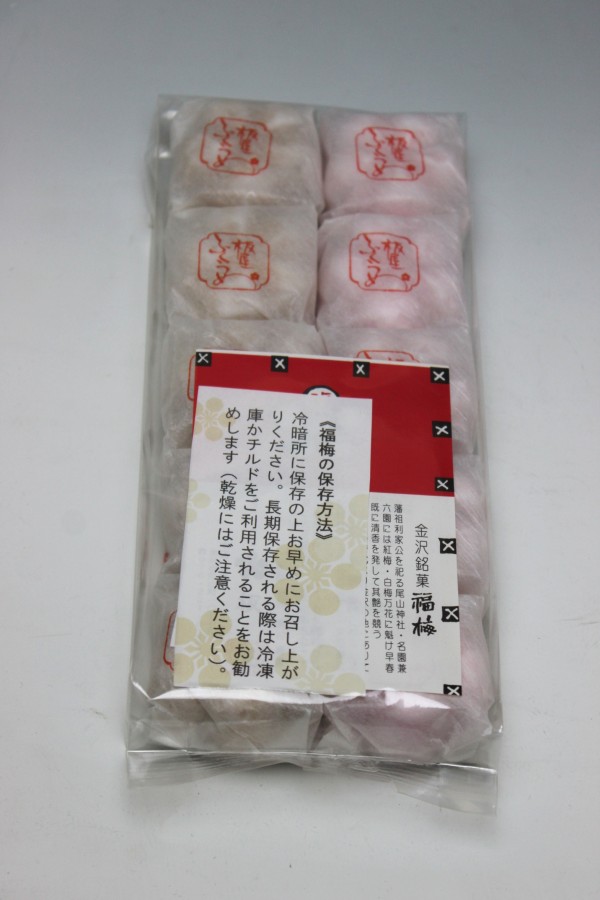 《福梅の保存方法》
冷暗所に保存の上お早めにお召し上が
りください。長期保存される際は冷凍
庫かチルドをご利用されることをお勧
めします（乾燥にはご注意ください）。
金沢銘菓 福梅
藩祖利家公を祀る尾山神社・名園兼
六園には紅梅・白梅万花に魁け早春
既に清香を発して其艶を競う